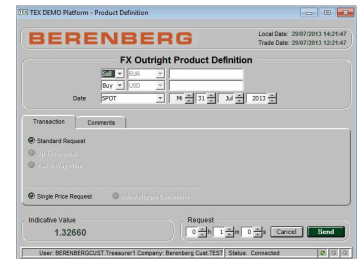 TEX DEMO Platform - Product Definition
BERENBERG
Local Date: 29/07/2013 14:21:47
Trade Date: 29/07/2013 12:21:47
FX Outright Product Definition
Sell EUR
Buy USD
Date SPOT Mi 31 Jul 2013
Transaction Comments
Standard Request
Single Price Request
Indicative Value
1.32660
Request
0 h 1 m 0 s Cancel Send
User: BERENBERGCUST.Treasurer1 Company: Berenberg Cust.TEST Status: Connected